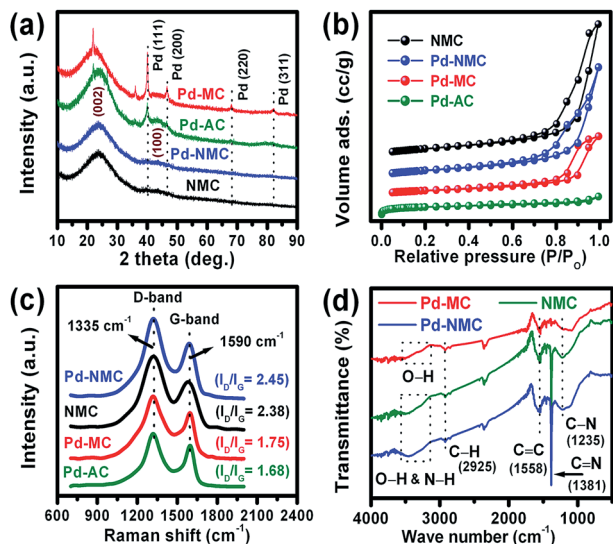 (a)
Intensity (a.u.)
Pd (111)
Pd (200)
Pd (220)
Pd (311)
(002)
(100)
Pd-MC
Pd-AC
Pd-NMC
NMC
10 20 30 40 50 60 70 80 90
2 theta (deg.)
(b)
Volume ads. (cc/g)
NMC
Pd-NMC
Pd-MC
Pd-AC
0.0 0.2 0.4 0.6 0.8 1.0
Relative pressure (P/PO)
(c)
Intensity (a.u.)
D-band
G-band
1335 cm-1
1590 cm-1
Pd-NMC (ID/IG= 2.45)
NMC (ID/IG= 2.38)
Pd-MC (ID/IG= 1.75)
Pd-AC (ID/IG= 1.68)
400 800 1200 1600 2000 2400
Raman shift (cm-1)
(d)
Transmittance (%)
Pd-MC
NMC
Pd-NMC
O–H
O–H & N–H
C–H
(2925)
C=C
(1558)
C–N
(1235)
C=N
(1381)
4000 3000 2000 1000
Wave number (cm-1)